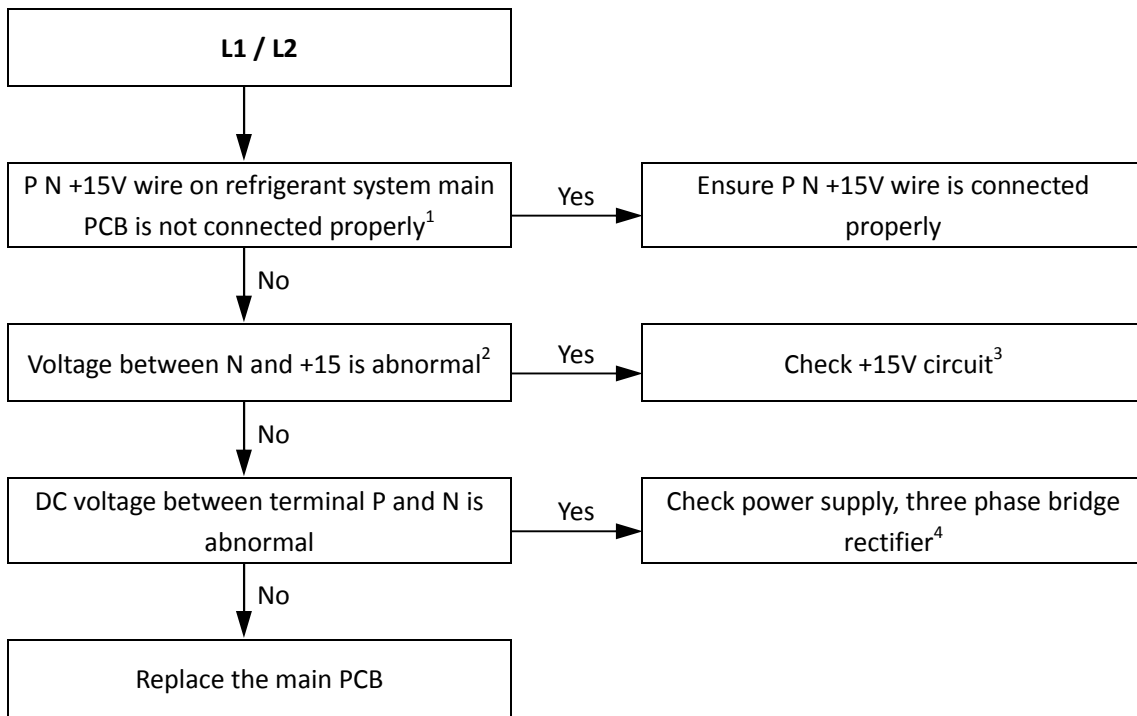 L1 / L2
P N +15V wire on refrigerant system main
PCB is not connected properly¹
Yes
Ensure P N +15V wire is connected
properly
No
Voltage between N and +15 is abnormal²
Yes
Check +15V circuit³
No
DC voltage between terminal P and N is
abnormal
Yes
Check power supply, three phase bridge
rectifier⁴
No
Replace the main PCB